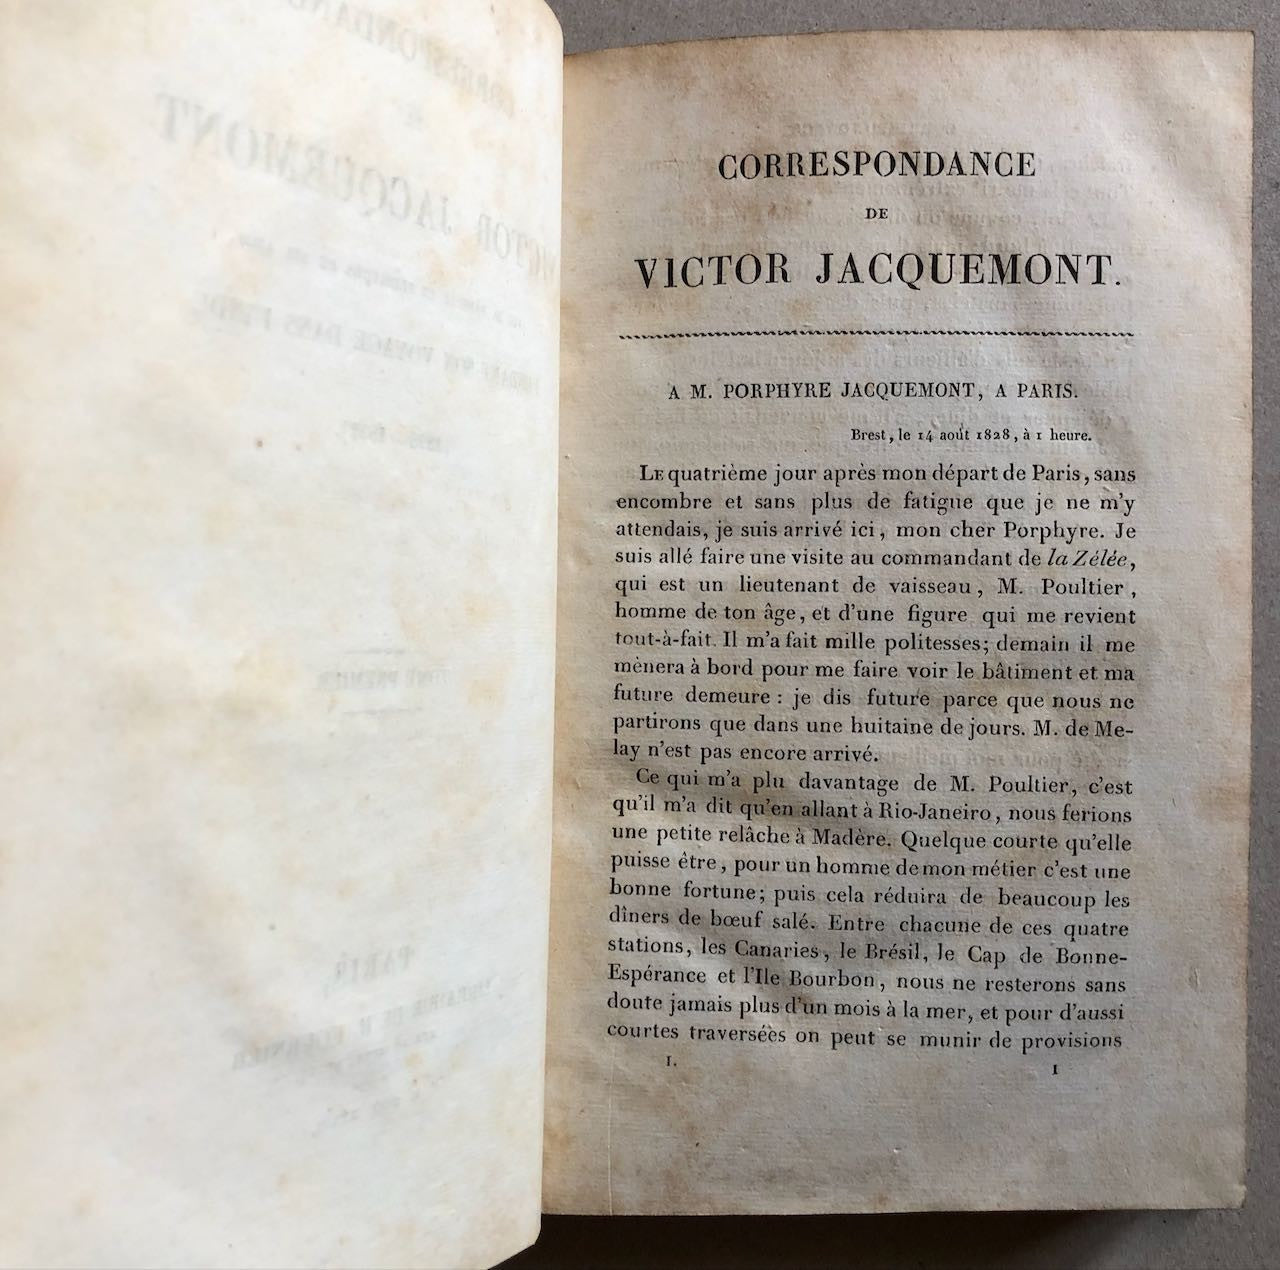 CORRESPONDANCE
DE
VICTOR JACQUEMONT.
A M. PORPHYRE JACQUEMONT, A PARIS.
Brest, le 14 août 1828, à 1 heure.
LE quatrième jour après mon départ de Paris, sans
encombre et sans plus de fatigue que je ne m'y
attendais, je suis arrivé ici, mon cher Porphyre. Je
suis allé faire une visite au commandant de la Zélée,
qui est un lieutenant de vaisseau, M. Poultier,
homme de ton âge, et d'une figure qui me revient
tout-à-fait. Il m'a fait mille politesses; demain il me
mènera à bord pour me faire voir le bâtiment et ma
future demeure : je dis future parce que nous ne
partirons que dans une huitaine de jours. M. de Me-
lay n'est pas encore arrivé.
Ce qui m'a plu davantage de M. Poultier, c'est
qu'il m'a dit qu'en allant à Rio-Janeiro, nous ferions
une petite relâche à Madère. Quelque courte qu'elle
puisse être, pour un homme de mon métier c'est une
bonne fortune; puis cela réduira de beaucoup les
dîners de bœuf salé. Entre chacune de ces quatre
stations, les Canaries, le Brésil, le Cap de Bonne-
Espérance et l'Ile Bourbon, nous ne resterons sans
doute jamais plus d'un mois à la mer, et pour d'aussi
courtes traversées on peut se munir de provisions
I. 1